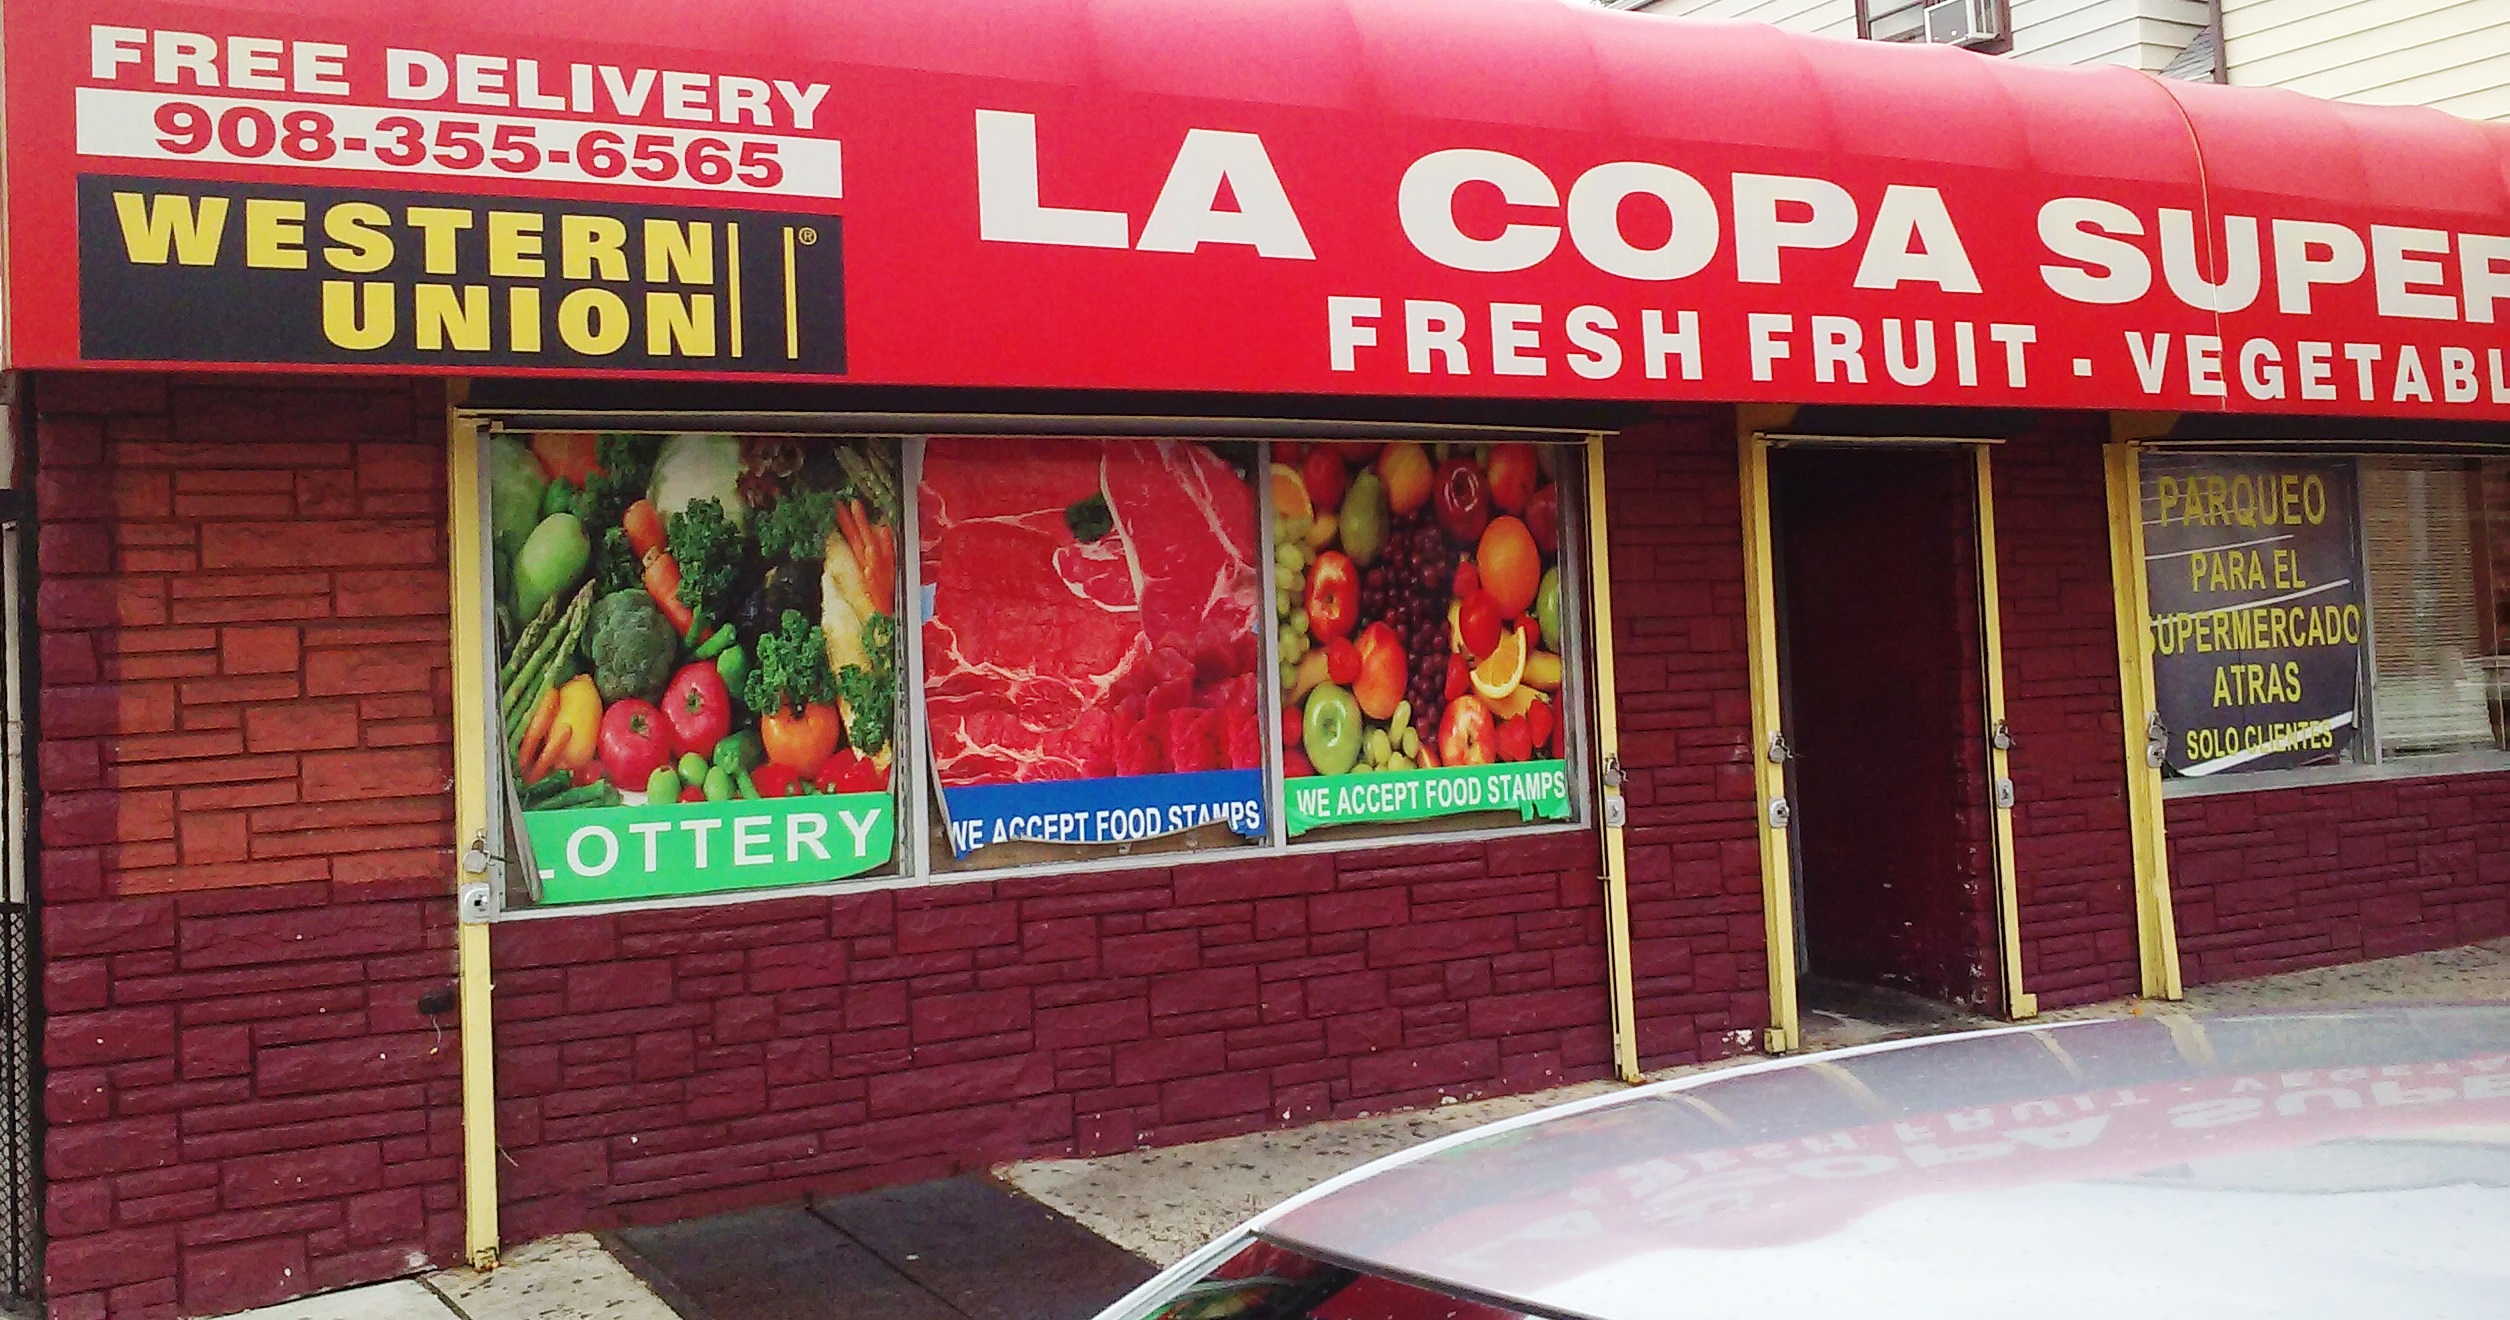 FREE DELIVERY
908-355-6565
WESTERN
UNION
®
LA COPA SUPER
FRESH FRUIT · VEGETABL
LOTTERY
WE ACCEPT FOOD STAMPS
WE ACCEPT FOOD STAMPS
PARQUEO
PARA EL
SUPERMERCADO
ATRAS
SOLO CLIENTES